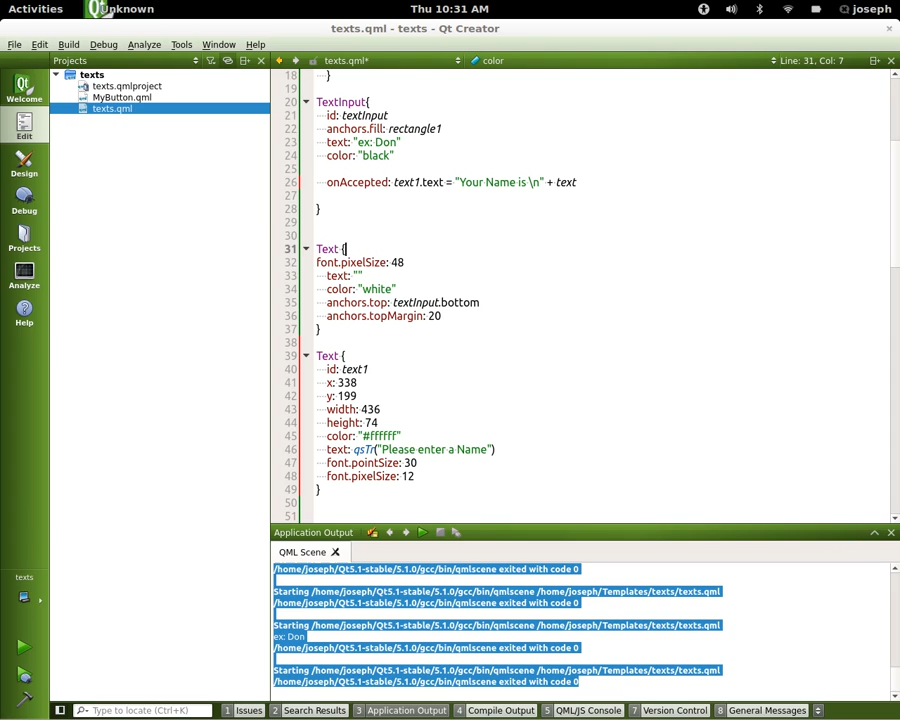 Activities
Unknown
Thu 10:31 AM
joseph
texts.qml - texts - Qt Creator
File Edit Build Debug Analyze Tools Window Help
Projects
texts.qml*
color
Line: 31, Col: 7
Welcome
Edit
Design
Debug
Projects
Analyze
Help
texts
texts
texts.qmlproject
MyButton.qml
texts.qml
18 }
19
20 TextInput{
21 id: textInput
22 anchors.fill: rectangle1
23 text: "ex: Don"
24 color: "black"
25
26 onAccepted: text1.text = "Your Name is \n" + text
27
28 }
29
30
31 Text {
32 font.pixelSize: 48
33 text: ""
34 color: "white"
35 anchors.top: textInput.bottom
36 anchors.topMargin: 20
37 }
38
39 Text {
40 id: text1
41 x: 338
42 y: 199
43 width: 436
44 height: 74
45 color: "#ffffff"
46 text: qsTr("Please enter a Name")
47 font.pointSize: 30
48 font.pixelSize: 12
49 }
50
51
Application Output
QML Scene
/home/joseph/Qt5.1-stable/5.1.0/gcc/bin/qmlscene exited with code 0
Starting /home/joseph/Qt5.1-stable/5.1.0/gcc/bin/qmlscene /home/joseph/Templates/texts/texts.qml
/home/joseph/Qt5.1-stable/5.1.0/gcc/bin/qmlscene exited with code 0
Starting /home/joseph/Qt5.1-stable/5.1.0/gcc/bin/qmlscene /home/joseph/Templates/texts/texts.qml
ex: Don
/home/joseph/Qt5.1-stable/5.1.0/gcc/bin/qmlscene exited with code 0
Starting /home/joseph/Qt5.1-stable/5.1.0/gcc/bin/qmlscene /home/joseph/Templates/texts/texts.qml
/home/joseph/Qt5.1-stable/5.1.0/gcc/bin/qmlscene exited with code 0
Type to locate (Ctrl+K)
1 Issues 2 Search Results 3 Application Output 4 Compile Output 5 QML/JS Console 6 General Messages 7 Version Control 8 General Messages